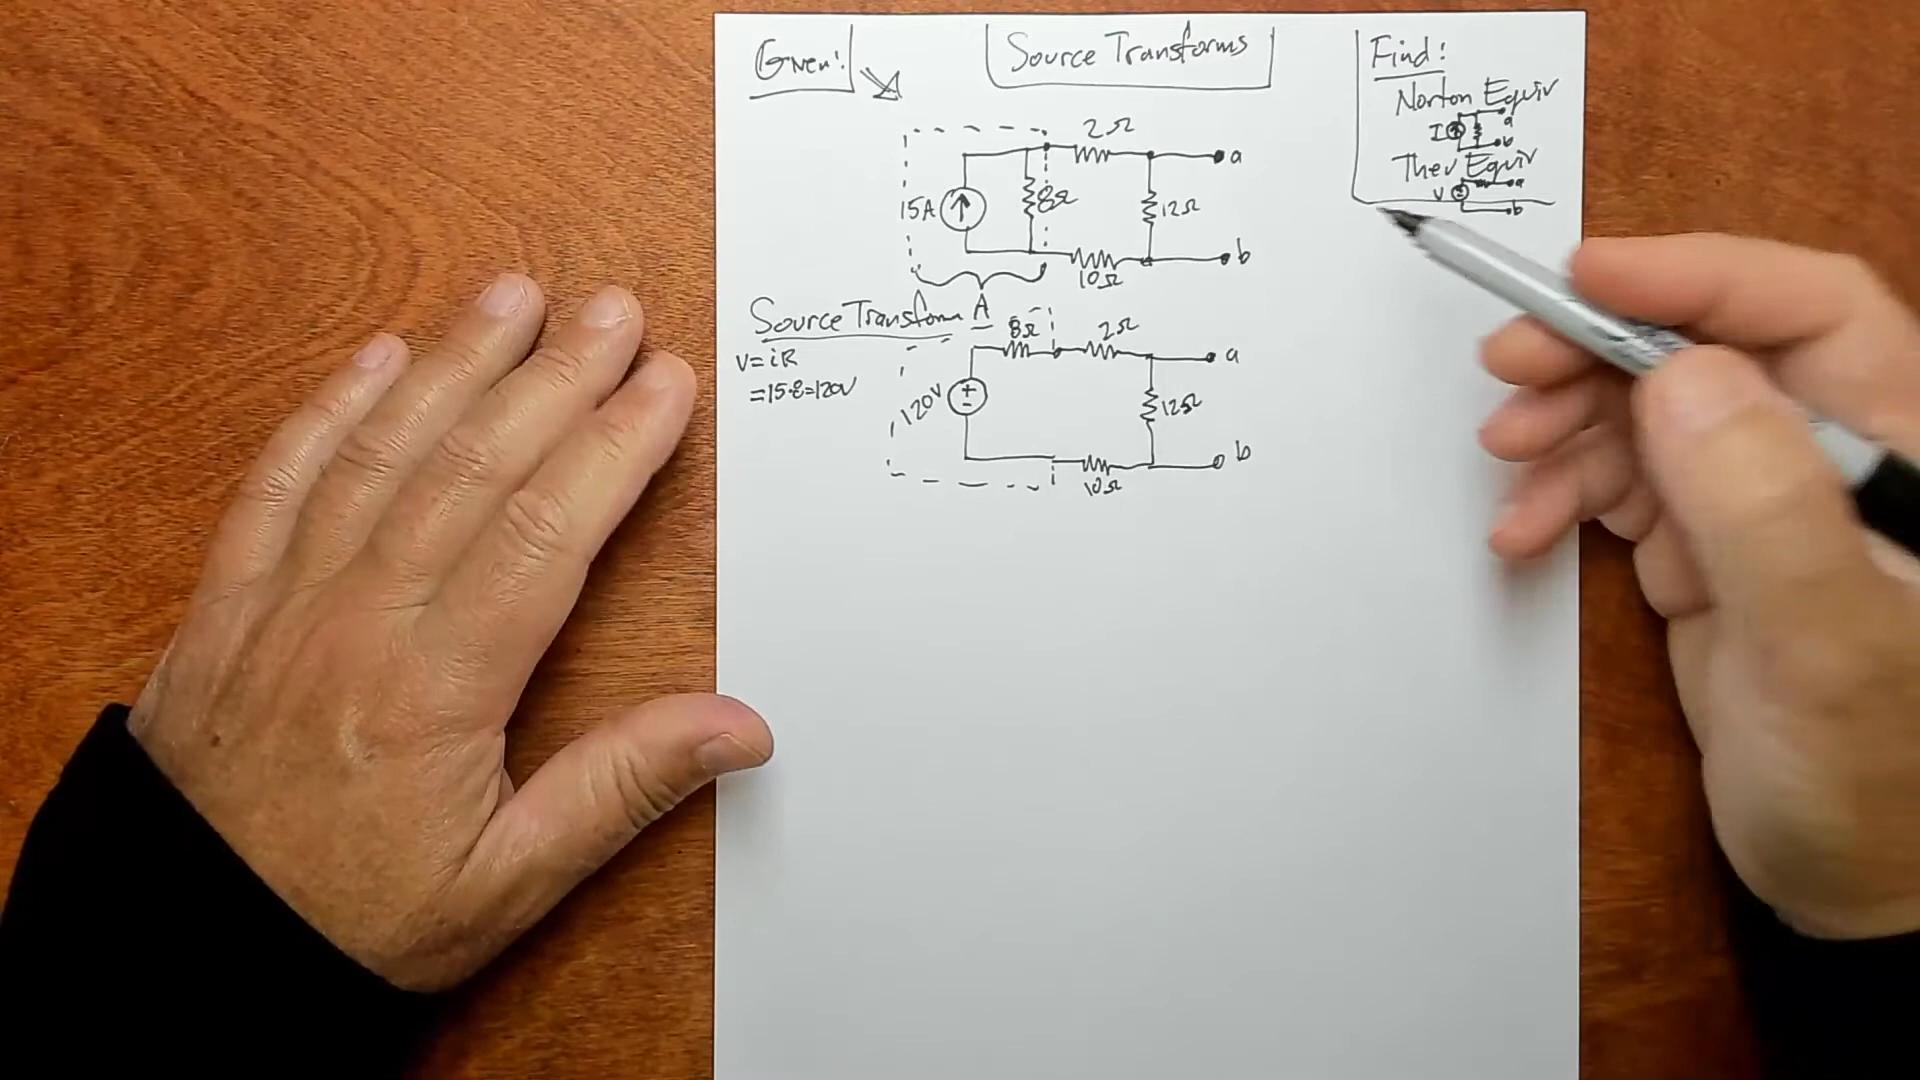 Given!
Source Transforms
Find!
Norton Equiv
I
a
b
Thev Equiv
V
a
b
2Ω
a
15A
8Ω
12Ω
b
10Ω
Source Transform A
8Ω
2Ω
a
V=iR
=15·8=120V
120V
+
-
12Ω
b
10Ω